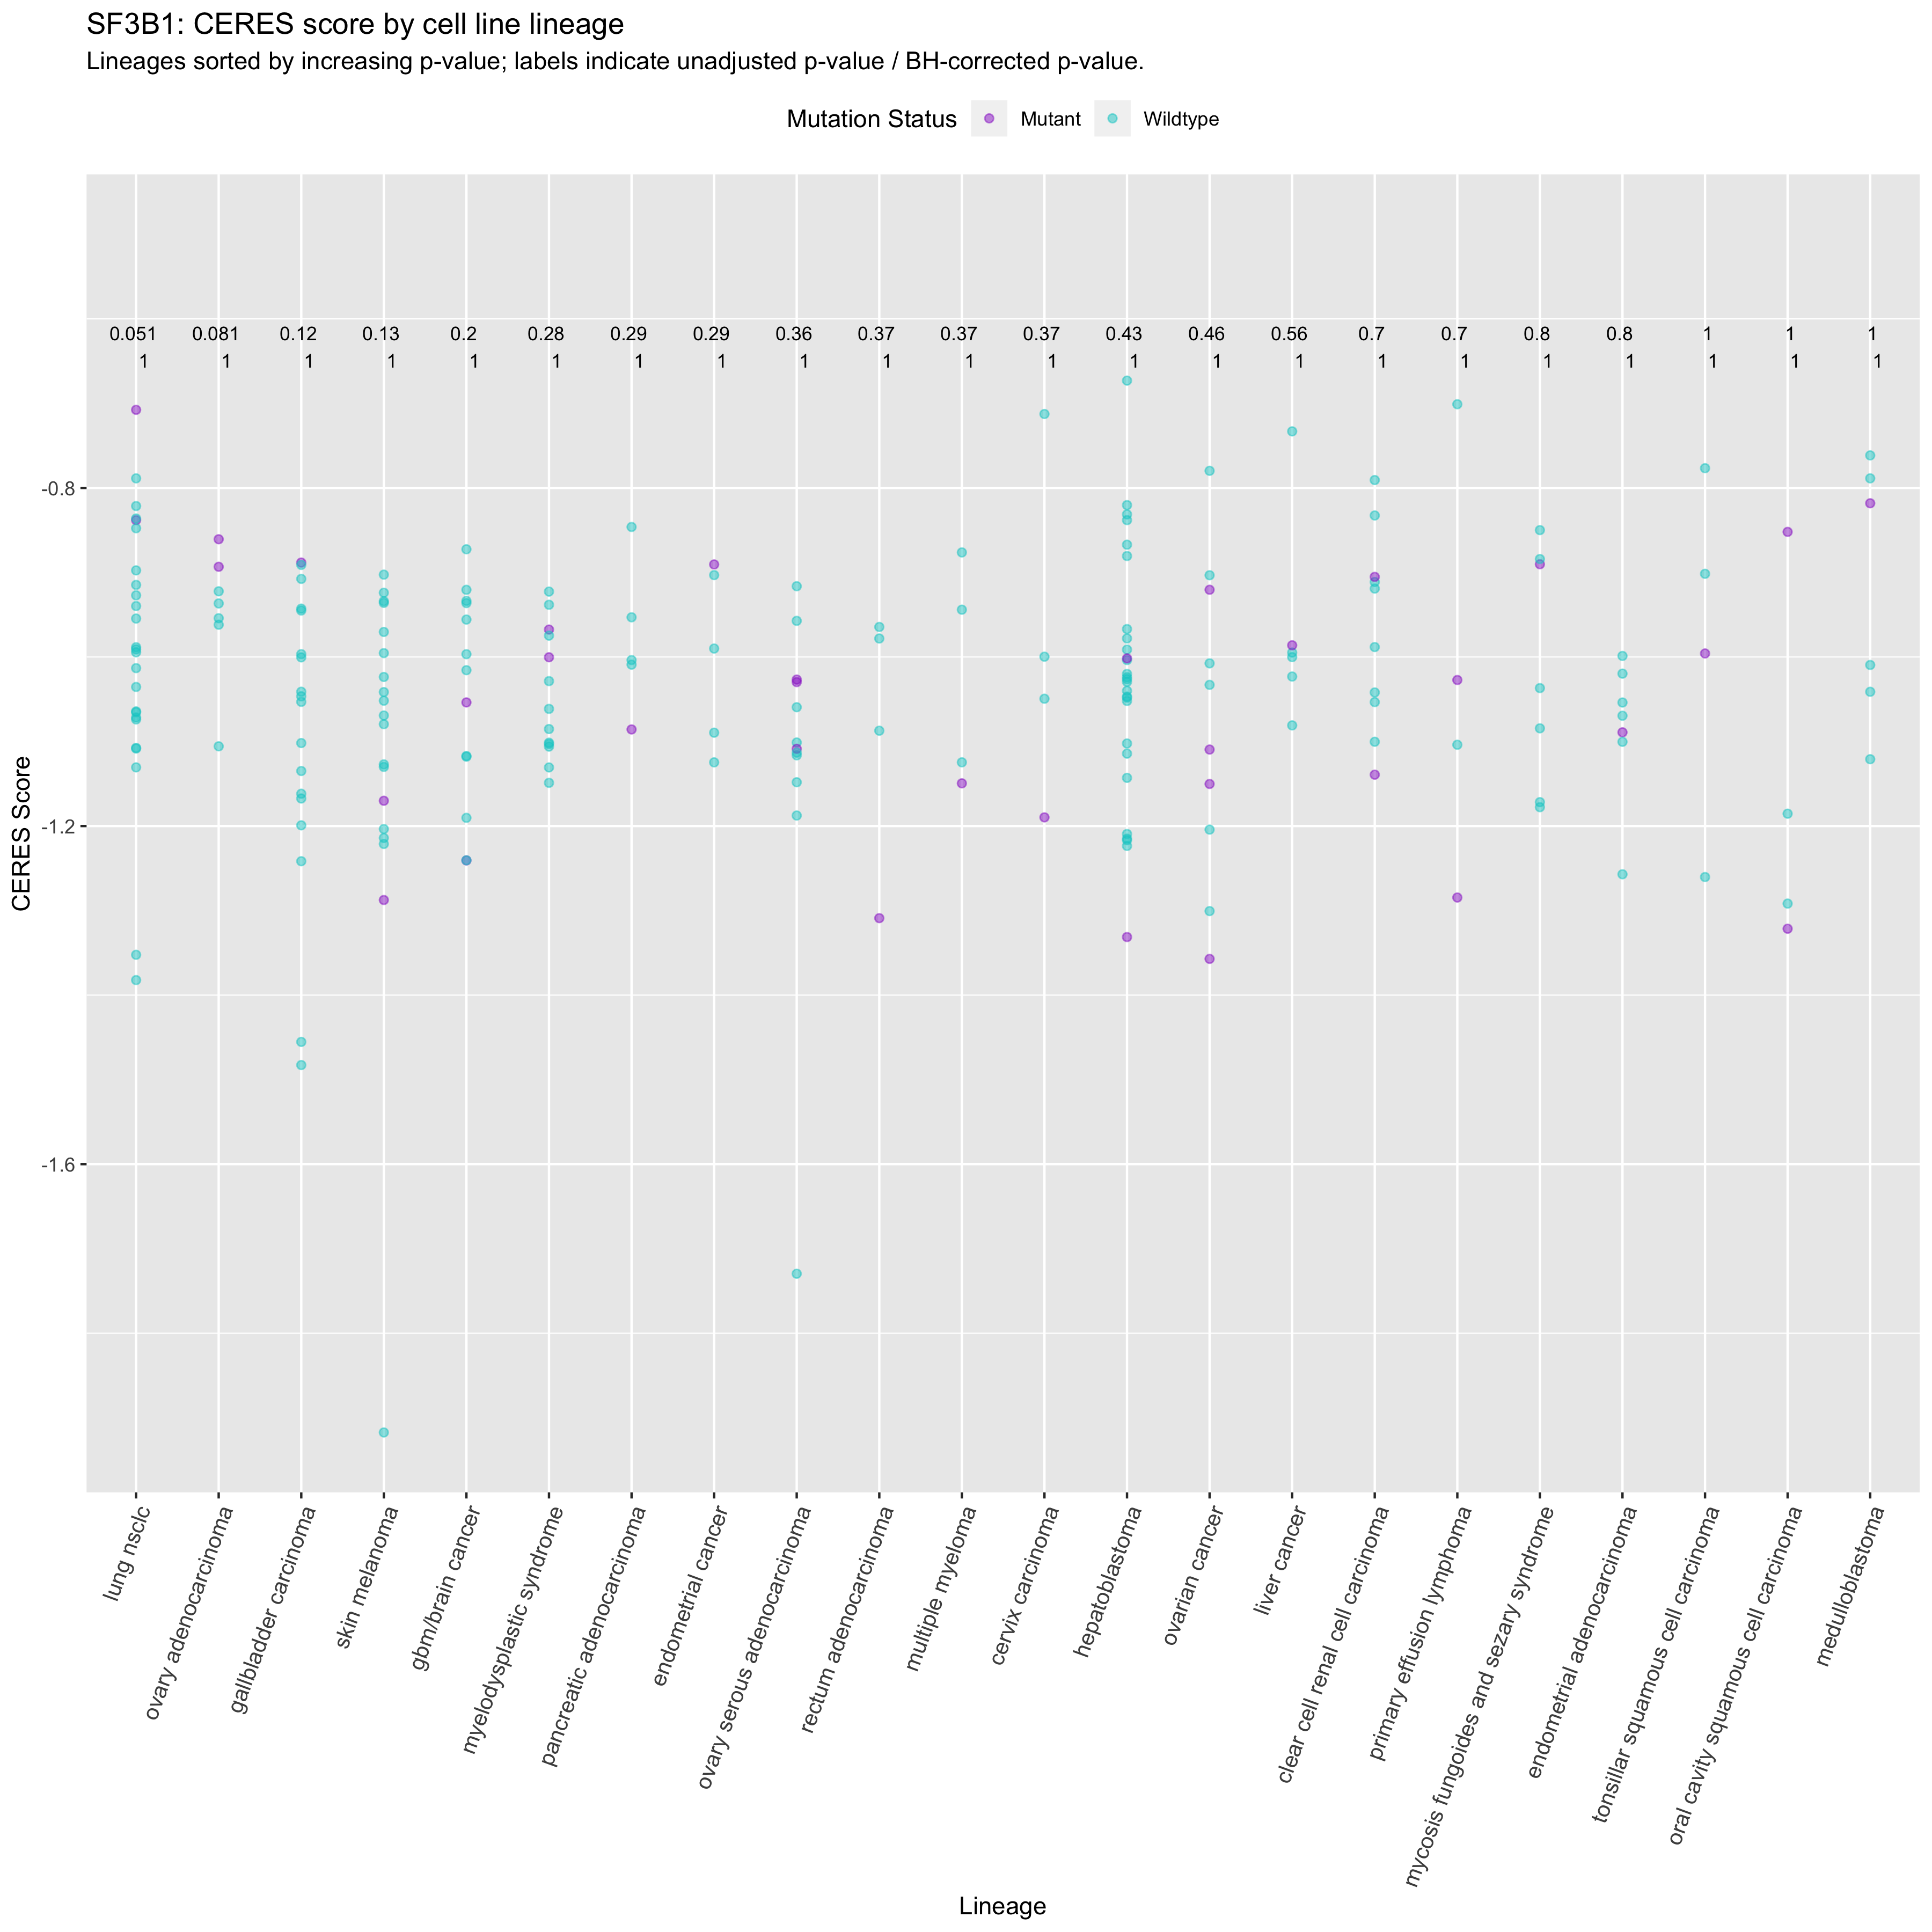 SF3B1: CERES score by cell line lineage
Lineages sorted by increasing p-value; labels indicate unadjusted p-value / BH-corrected p-value.
Mutation Status Mutant Wildtype
0.051 0.081 0.12 0.13 0.2 0.28 0.29 0.29 0.36 0.37 0.37 0.37 0.43 0.46 0.56 0.7 0.7 0.8 0.8 1 1 1
1 1 1 1 1 1 1 1 1 1 1 1 1 1 1 1 1 1 1 1 1 1
-0.8
-1.2
-1.6
CERES Score
lung nsclc
ovary adenocarcinoma
gallbladder carcinoma
skin melanoma
gbm/brain cancer
myelodysplastic syndrome
pancreatic adenocarcinoma
endometrial cancer
ovary serous adenocarcinoma
rectum adenocarcinoma
multiple myeloma
cervix carcinoma
hepatoblastoma
ovarian cancer
liver cancer
clear cell renal cell carcinoma
primary effusion lymphoma
mycosis fungoides and sezary syndrome
endometrial adenocarcinoma
tonsillar squamous cell carcinoma
oral cavity squamous cell carcinoma
medulloblastoma
Lineage